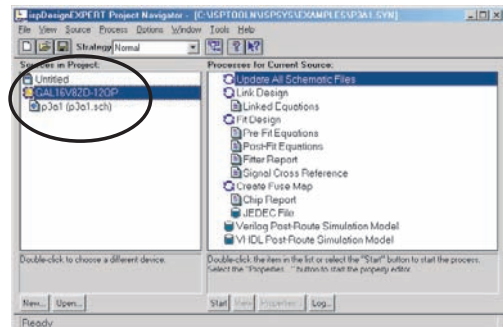 ispDesignEXPERT Project Navigator - [C:\ISPTOOLS\ISPSYS\EXAMPLES\P3A1.SYN]
File View Source Process Options Window Tools Help
Strategy Normal
Sources in Project:
Untitled
GAL16V82D-12QP
p3a1 (p3a1.sch)
Double-click to choose a different device.
New... Open...
Processes for Current Source:
Update All Schematic Files
Link Design
Linked Equations
Fit Design
Pre Fit Equations
Post-Fit Equations
Fitter Report
Signal Cross Reference
Create Fuse Map
Chip Report
JEDEC File
Verilog Post-Route Simulation Model
VHDL Post-Route Simulation Model
Double-click the item in the list or select the "Start" button to start the process.
Select the "Properties..." button to start the property editor.
Start View Properties... Log...
Ready